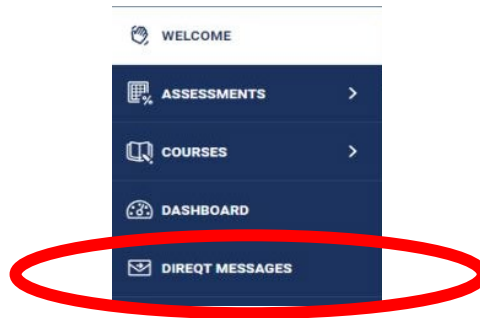 WELCOME
ASSESSMENTS
COURSES
DASHBOARD
DIREQT MESSAGES